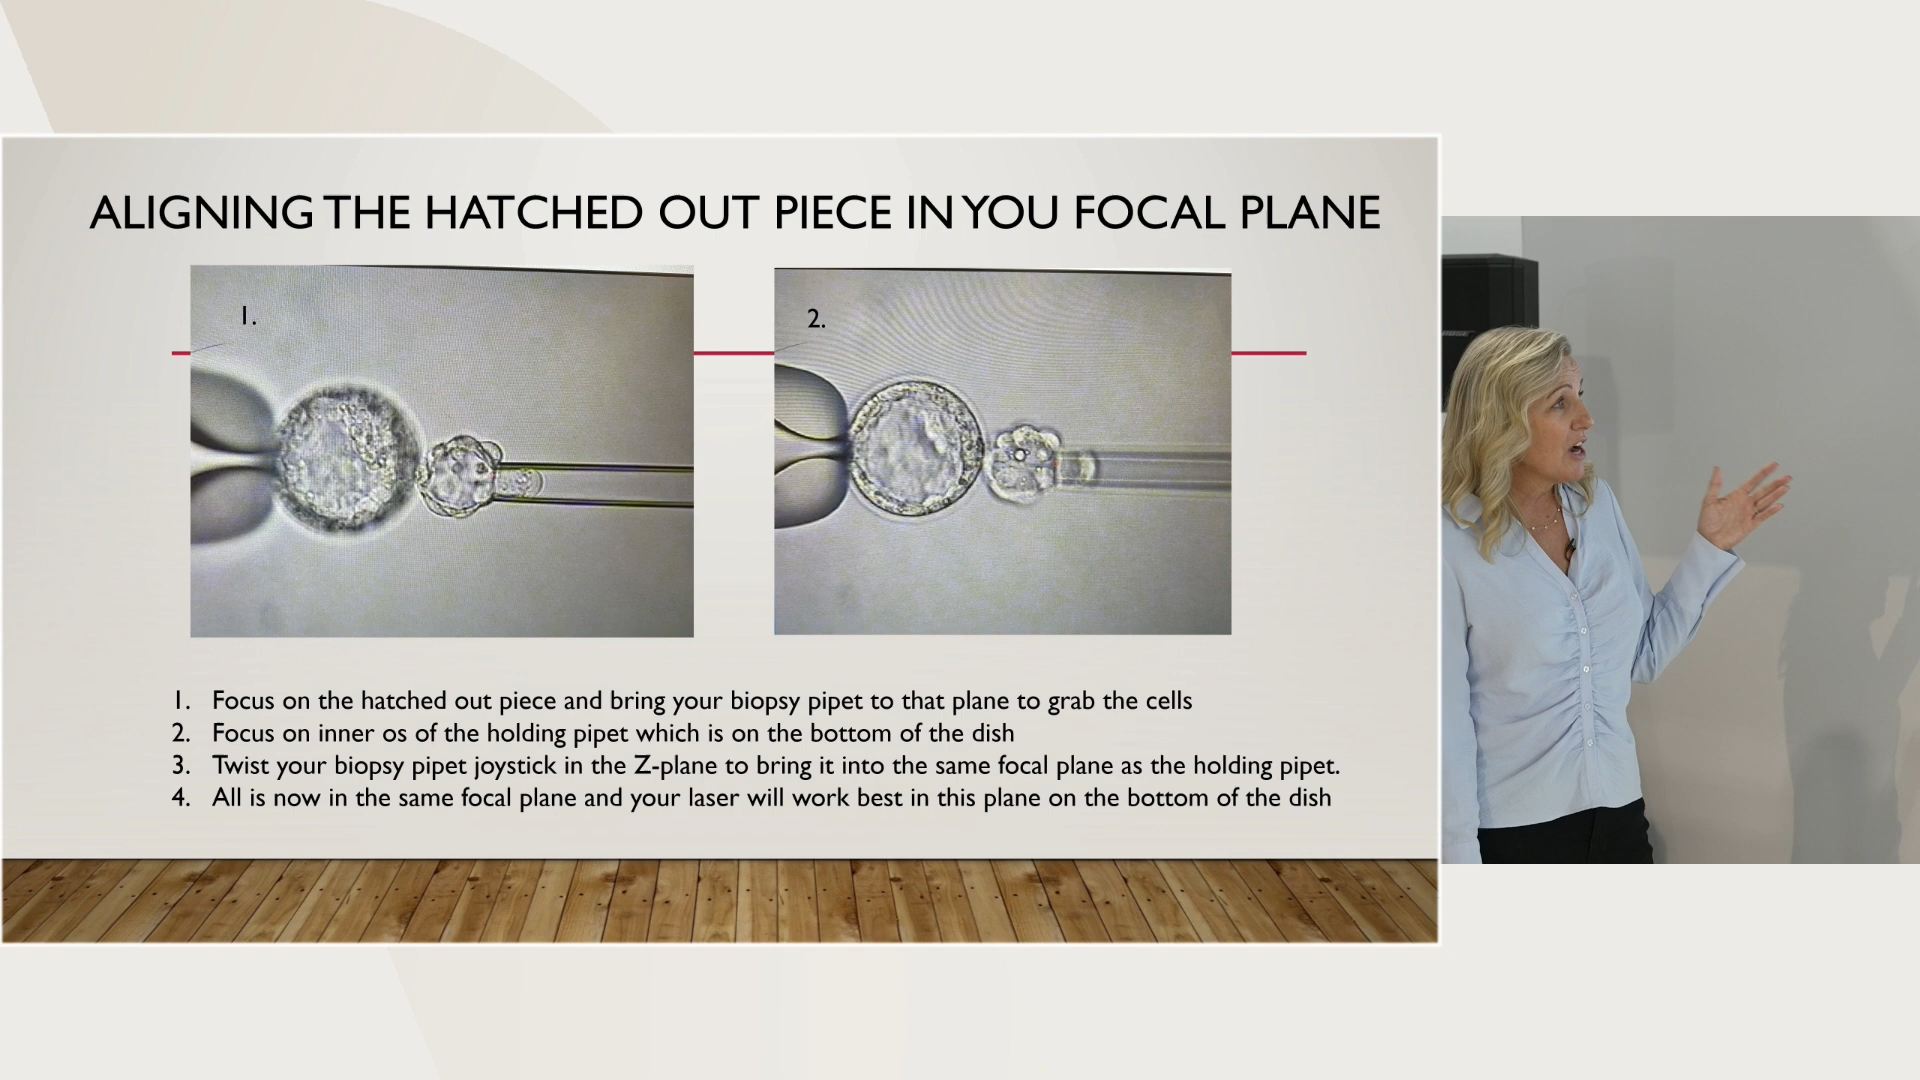 ALIGNING THE HATCHED OUT PIECE IN YOU FOCAL PLANE
1.
2.
1. Focus on the hatched out piece and bring your biopsy pipet to that plane to grab the cells
2. Focus on inner os of the holding pipet which is on the bottom of the dish
3. Twist your biopsy pipet joystick in the Z-plane to bring it into the same focal plane as the holding pipet.
4. All is now in the same focal plane and your laser will work best in this plane on the bottom of the dish